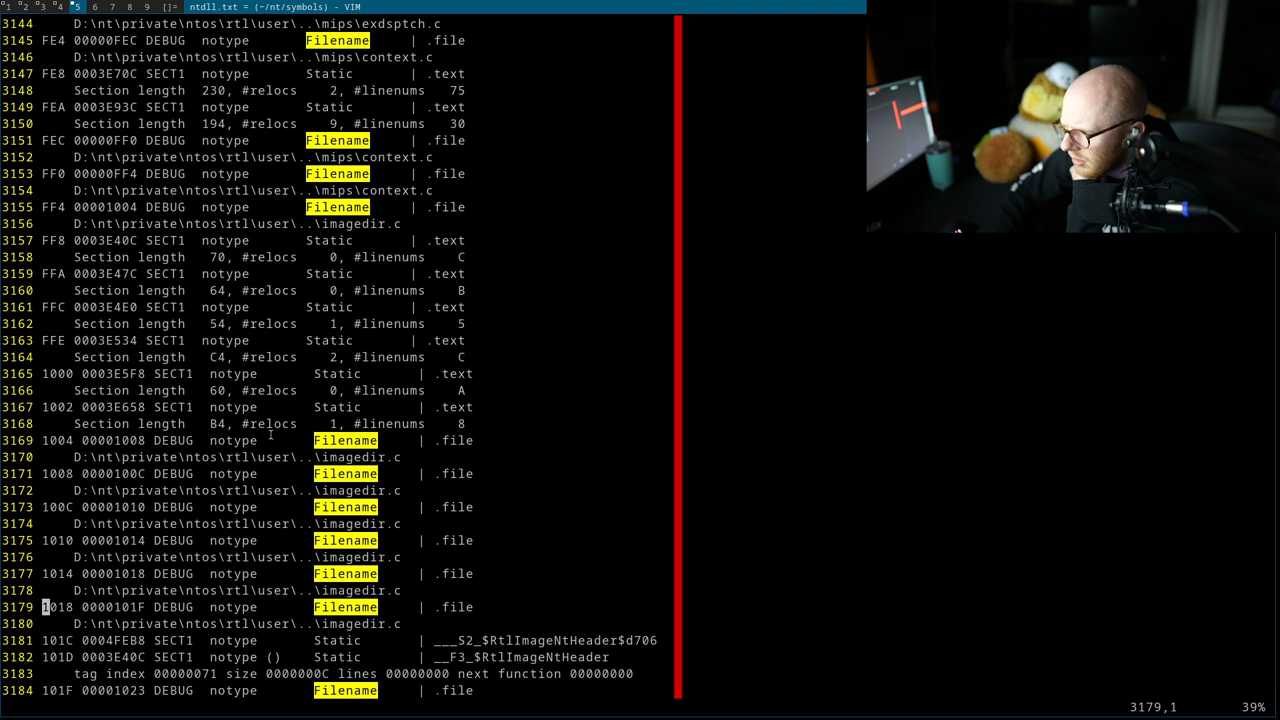 1 2 3 4 5 6 7 8 9 []= ntdll.txt = (~/nt/symbols) - VIM
3144 D:\nt\private\ntos\rtl\user\..\mips\exdsptch.c
3145 FE4 00000FEC DEBUG notype Filename | .file
3146 D:\nt\private\ntos\rtl\user\..\mips\context.c
3147 FE8 0003E70C SECT1 notype Static | .text
3148 Section length 230, #relocs 2, #linenums 75
3149 FEA 0003E93C SECT1 notype Static | .text
3150 Section length 194, #relocs 9, #linenums 30
3151 FEC 00000FF0 DEBUG notype Filename | .file
3152 D:\nt\private\ntos\rtl\user\..\mips\context.c
3153 FF0 00000FF4 DEBUG notype Filename | .file
3154 D:\nt\private\ntos\rtl\user\..\mips\context.c
3155 FF4 00001004 DEBUG notype Filename | .file
3156 D:\nt\private\ntos\rtl\user\..\imagedir.c
3157 FF8 0003E40C SECT1 notype Static | .text
3158 Section length 70, #relocs 0, #linenums C
3159 FFA 0003E47C SECT1 notype Static | .text
3160 Section length 64, #relocs 0, #linenums B
3161 FFC 0003E4E0 SECT1 notype Static | .text
3162 Section length 54, #relocs 1, #linenums 5
3163 FFE 0003E534 SECT1 notype Static | .text
3164 Section length C4, #relocs 2, #linenums C
3165 1000 0003E5F8 SECT1 notype Static | .text
3166 Section length 60, #relocs 0, #linenums A
3167 1002 0003E658 SECT1 notype Static | .text
3168 Section length B4, #relocs 1, #linenums 8
3169 1004 00001008 DEBUG notype Filename | .file
3170 D:\nt\private\ntos\rtl\user\..\imagedir.c
3171 1008 0000100C DEBUG notype Filename | .file
3172 D:\nt\private\ntos\rtl\user\..\imagedir.c
3173 100C 00001010 DEBUG notype Filename | .file
3174 D:\nt\private\ntos\rtl\user\..\imagedir.c
3175 1010 00001014 DEBUG notype Filename | .file
3176 D:\nt\private\ntos\rtl\user\..\imagedir.c
3177 1014 00001018 DEBUG notype Filename | .file
3178 D:\nt\private\ntos\rtl\user\..\imagedir.c
3179 1018 0000101F DEBUG notype Filename | .file
3180 D:\nt\private\ntos\rtl\user\..\imagedir.c
3181 101C 0004FEB8 SECT1 notype Static | ___S2_$RtlImageNtHeader$d706
3182 101D 0003E40C SECT1 notype () Static | __F3_$RtlImageNtHeader
3183 tag index 00000071 size 0000000C lines 00000000 next function 00000000
3184 101F 00001023 DEBUG notype Filename | .file
3179,1 39%